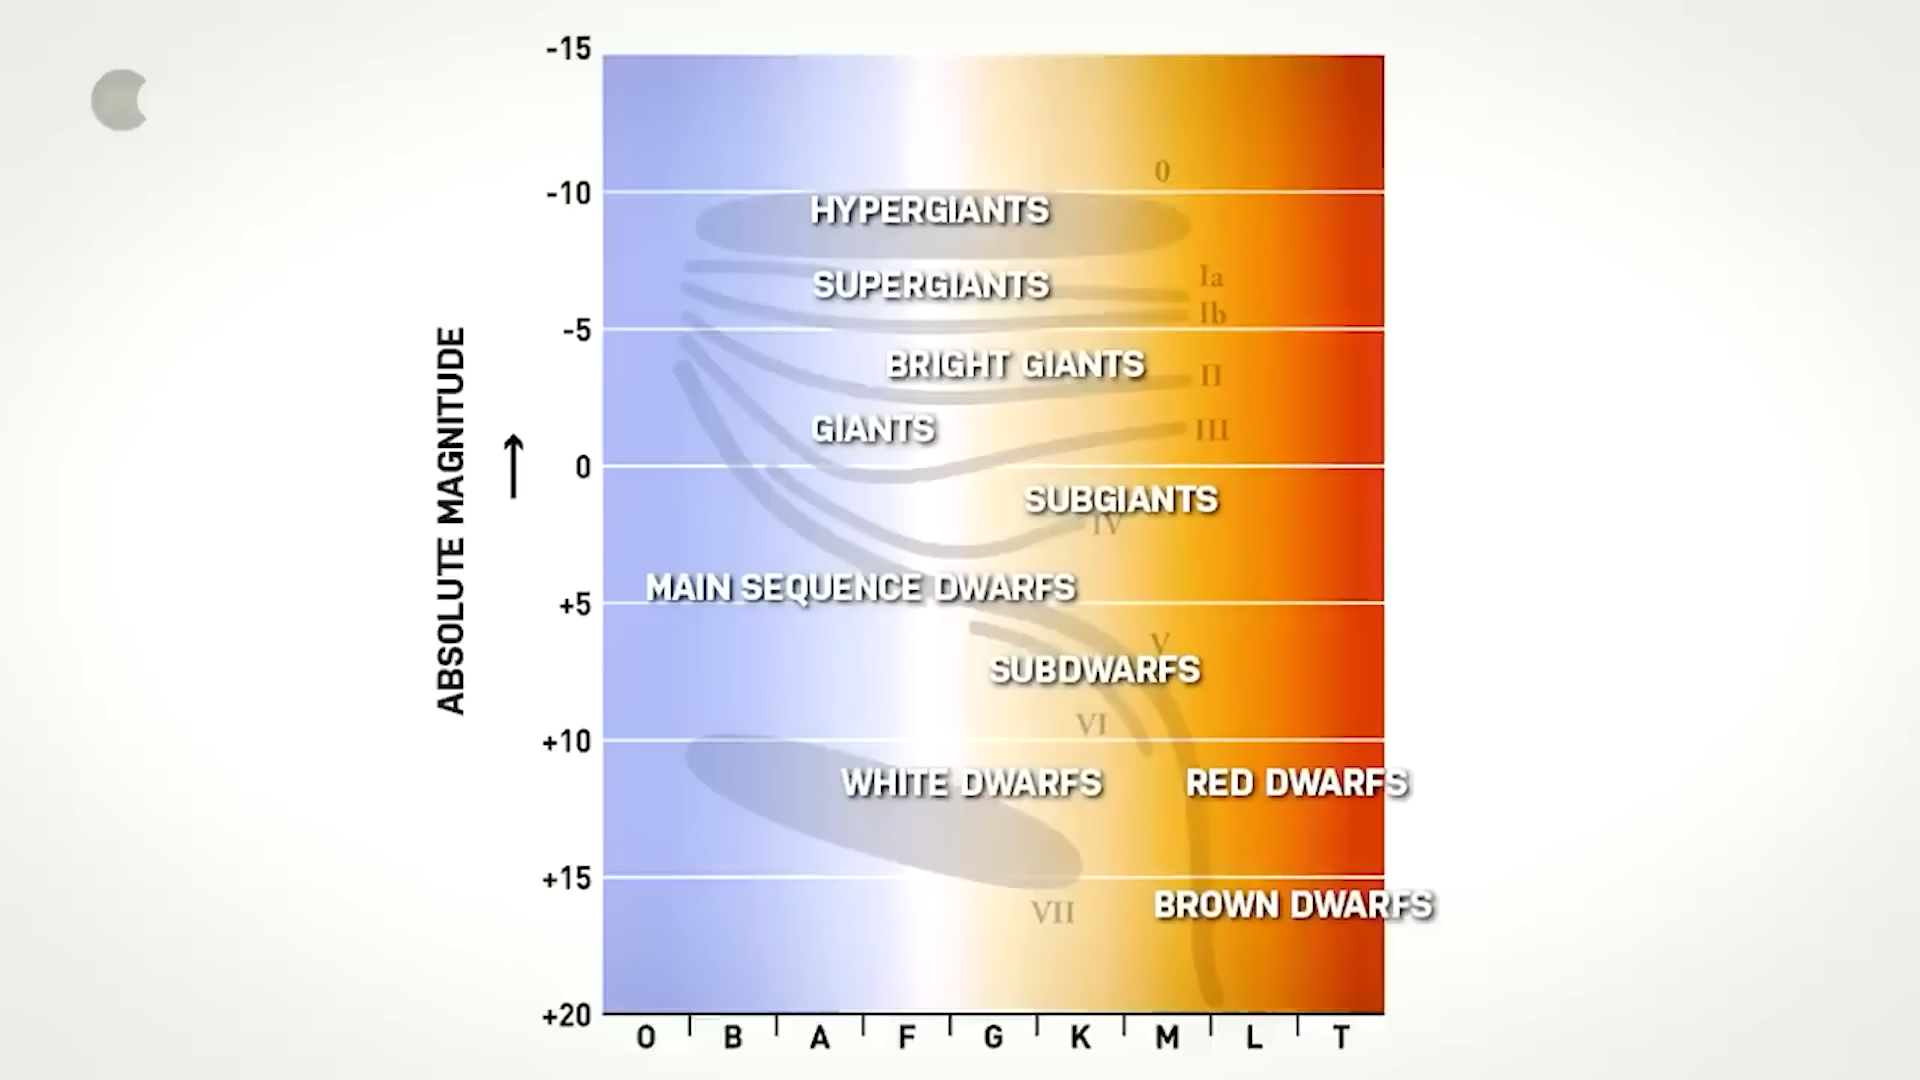 -15
-10
-5
0
+5
+10
+15
+20
ABSOLUTE MAGNITUDE
0
HYPERGIANTS
Ia
SUPERGIANTS
Ib
BRIGHT GIANTS
II
GIANTS
III
SUBGIANTS
IV
MAIN SEQUENCE DWARFS
V
SUBDWARFS
VI
WHITE DWARFS
RED DWARFS
BROWN DWARFS
VII
O B A F G K M L T